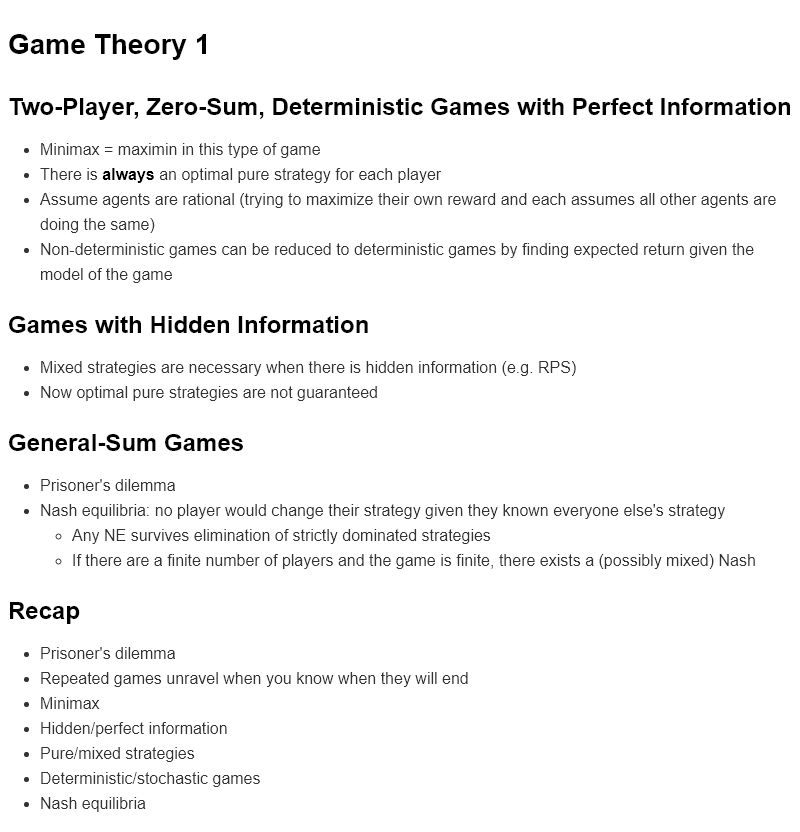 Game Theory 1
Two-Player, Zero-Sum, Deterministic Games with Perfect Information
Minimax = maximin in this type of game
There is always an optimal pure strategy for each player
Assume agents are rational (trying to maximize their own reward and each assumes all other agents are
doing the same)
Non-deterministic games can be reduced to deterministic games by finding expected return given the
model of the game
Games with Hidden Information
Mixed strategies are necessary when there is hidden information (e.g. RPS)
Now optimal pure strategies are not guaranteed
General-Sum Games
Prisoner's dilemma
Nash equilibria: no player would change their strategy given they known everyone else's strategy
Any NE survives elimination of strictly dominated strategies
If there are a finite number of players and the game is finite, there exists a (possibly mixed) Nash
Recap
Prisoner's dilemma
Repeated games unravel when you know when they will end
Minimax
Hidden/perfect information
Pure/mixed strategies
Deterministic/stochastic games
Nash equilibria